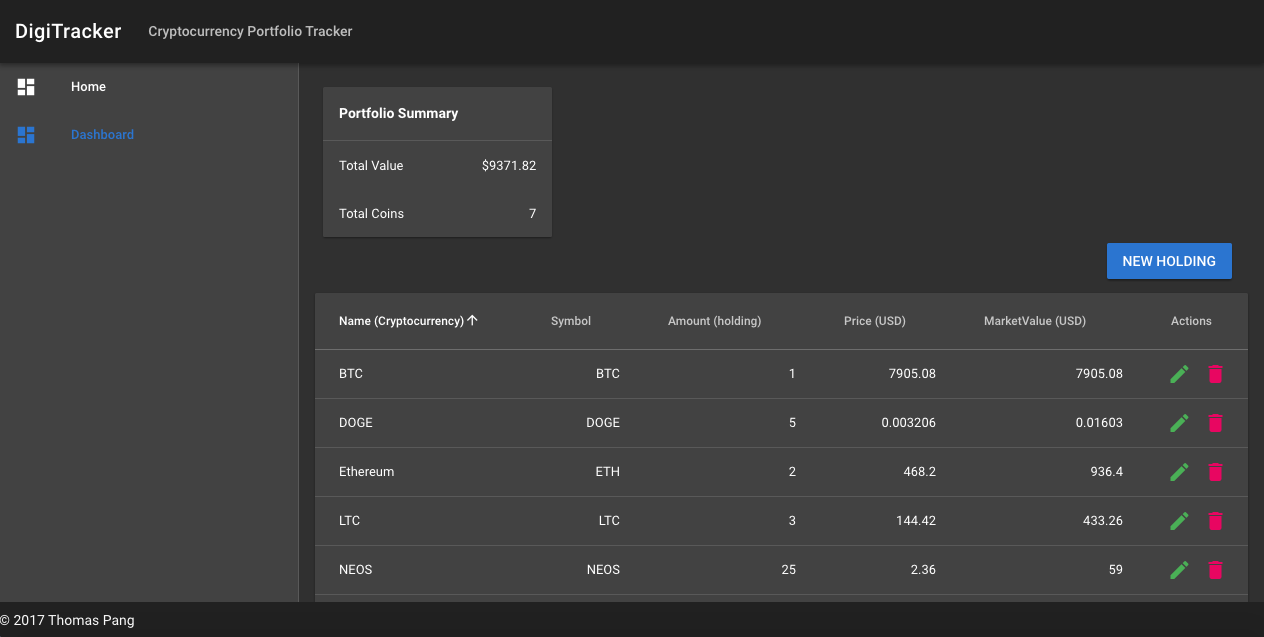 DigiTracker Cryptocurrency Portfolio Tracker
Home
Dashboard
Portfolio Summary
Total Value $9371.82
Total Coins 7
NEW HOLDING
Name (Cryptocurrency) Symbol Amount (holding) Price (USD) MarketValue (USD) Actions
BTC BTC 1 7905.08 7905.08
DOGE DOGE 5 0.003206 0.01603
Ethereum ETH 2 468.2 936.4
LTC LTC 3 144.42 433.26
NEOS NEOS 25 2.36 59
© 2017 Thomas Pang